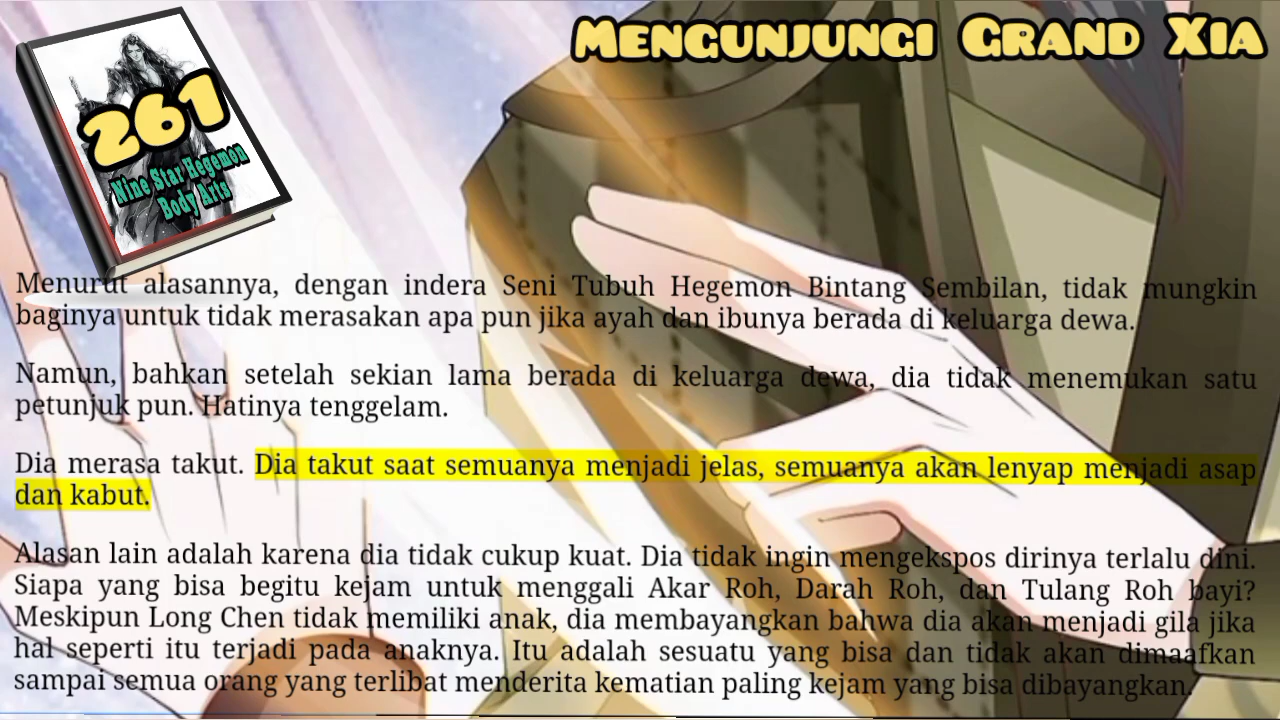 Mengunjungi Grand Xia
261
Nine Star Hegemon
Body Arts
Menurut alasannya, dengan indera Seni Tubuh Hegemon Bintang Sembilan, tidak mungkin
baginya untuk tidak merasakan apa pun jika ayah dan ibunya berada di keluarga dewa.
Namun, bahkan setelah sekian lama berada di keluarga dewa, dia tidak menemukan satu
petunjuk pun. Hatinya tenggelam.
Dia merasa takut. Dia takut saat semuanya menjadi jelas, semuanya akan lenyap menjadi asap
dan kabut.
Alasan lain adalah karena dia tidak cukup kuat. Dia tidak ingin mengekspos dirinya terlalu dini.
Siapa yang bisa begitu kejam untuk menggali Akar Roh, Darah Roh, dan Tulang Roh bayi?
Meskipun Long Chen tidak memiliki anak, dia membayangkan bahwa dia akan menjadi gila jika
hal seperti itu terjadi pada anaknya. Itu adalah sesuatu yang bisa dan tidak akan dimaafkan
sampai semua orang yang terlibat menderita kematian paling kejam yang bisa dibayangkan.